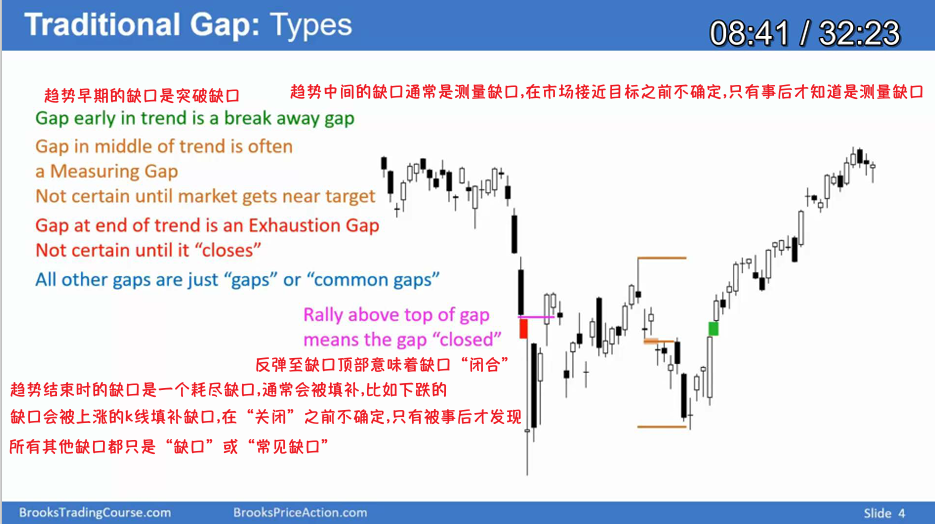 Traditional Gap: Types
08:41 / 32:23
趋势早期的缺口是突破缺口
趋势中间的缺口通常是测量缺口,在市场接近目标之前不确定,只有事后才知道是测量缺口
Gap early in trend is a break away gap
Gap in middle of trend is often
a Measuring Gap
Not certain until market gets near target
Gap at end of trend is an Exhaustion Gap
Not certain until it “closes”
All other gaps are just “gaps” or “common gaps”
Rally above top of gap
means the gap “closed”
反弹至缺口顶部意味着缺口“闭合”
趋势结束时的缺口是一个耗尽缺口,通常会被填补,比如下跌的
缺口会被上涨的k线填补缺口,在“关闭”之前不确定,只有被事后才发现
所有其他缺口都只是“缺口”或“常见缺口”
BrooksTradingCourse.com
BrooksPriceAction.com
Slide 4